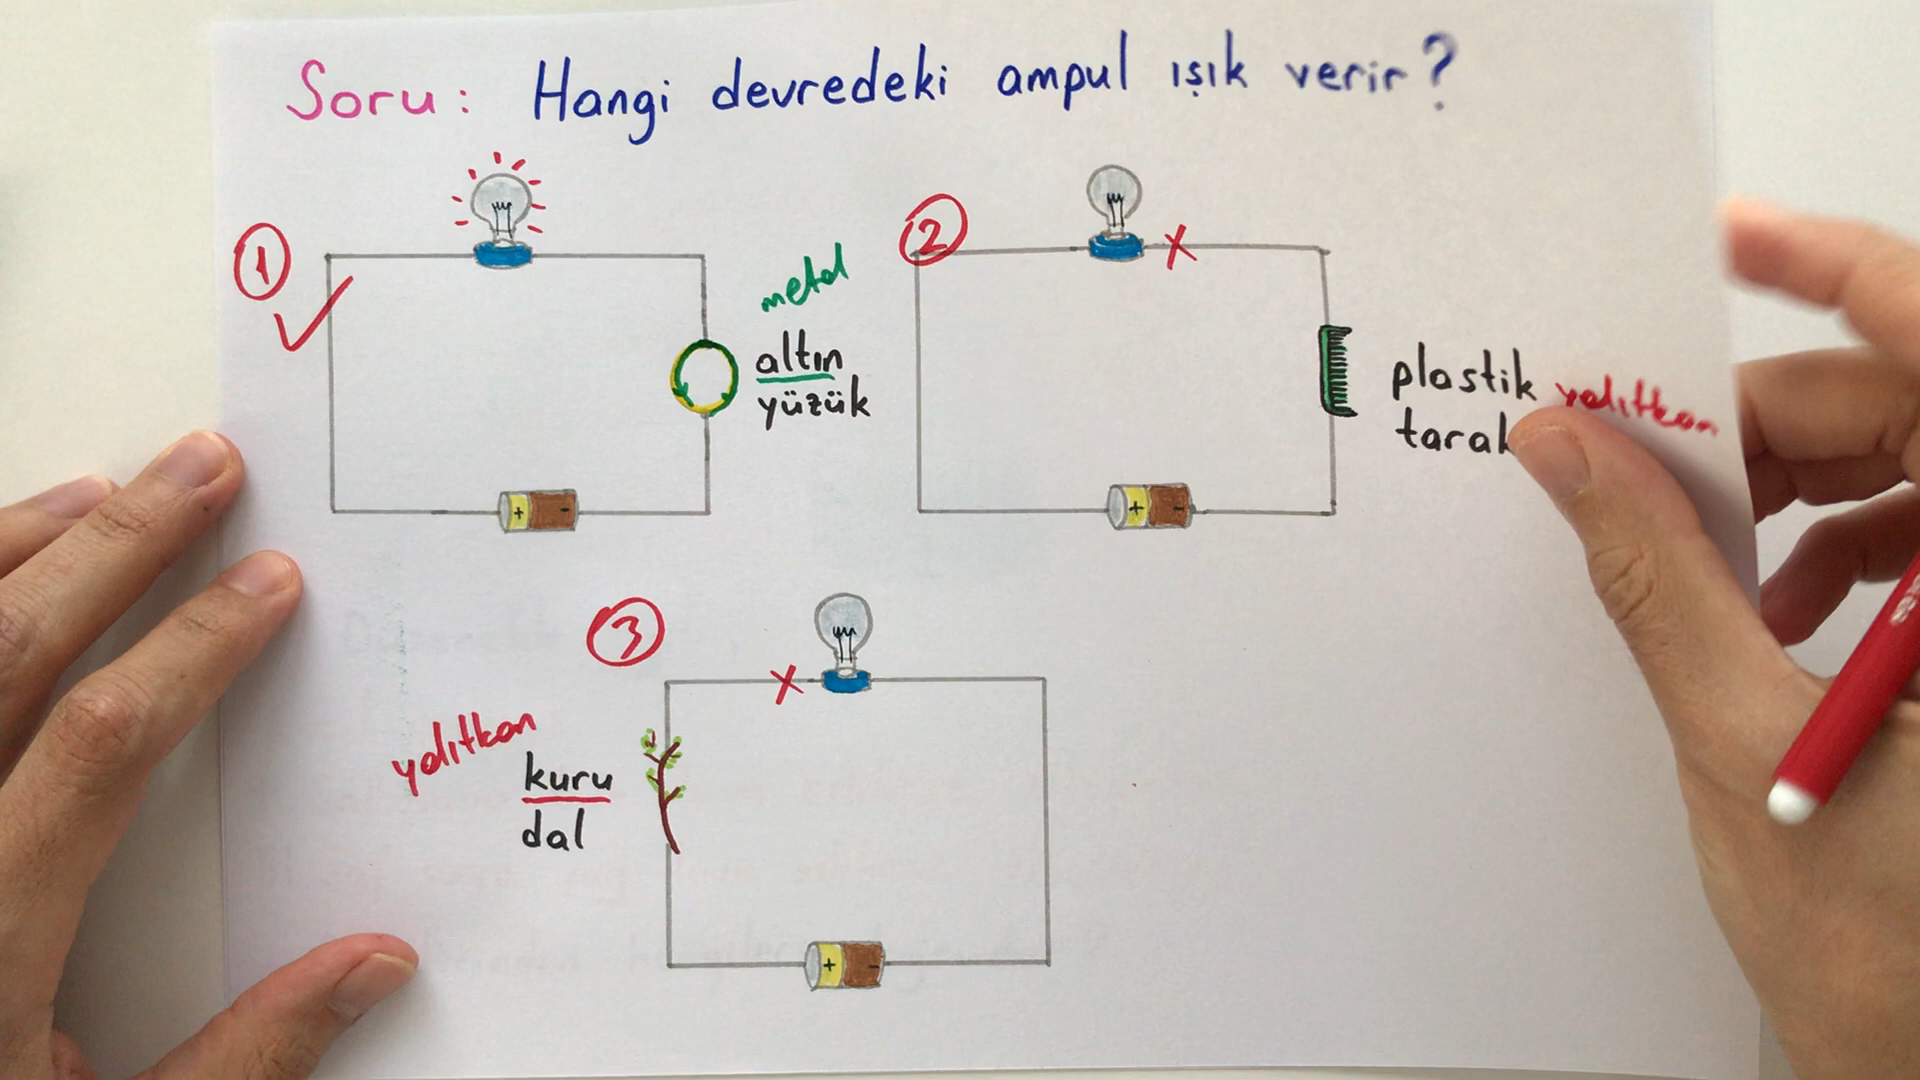 Soru: Hangi devredeki ampul ışık verir?
1
metal
altın
yüzük
+ -
2
X
plastik yalıtkan
tarak
+ -
3
X
yalıtkan
kuru
dal
+ -